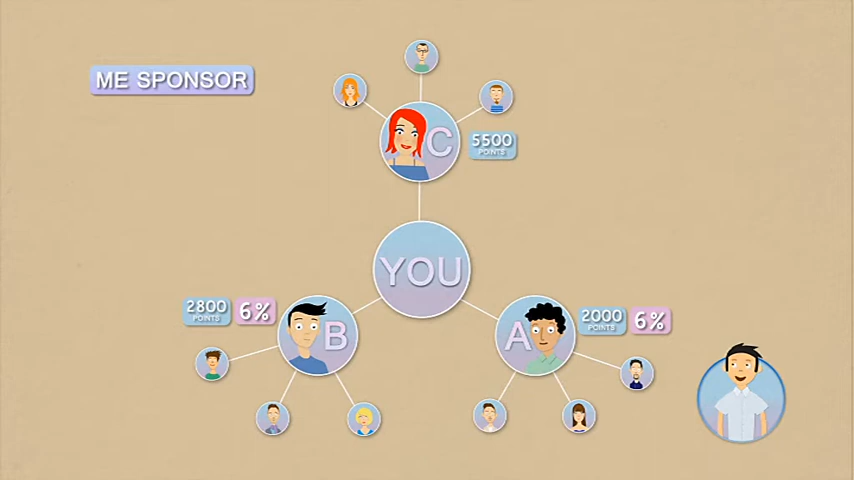 ME SPONSOR
C
5500
POINTS
YOU
2800
POINTS
6%
B
A
2000
POINTS
6%